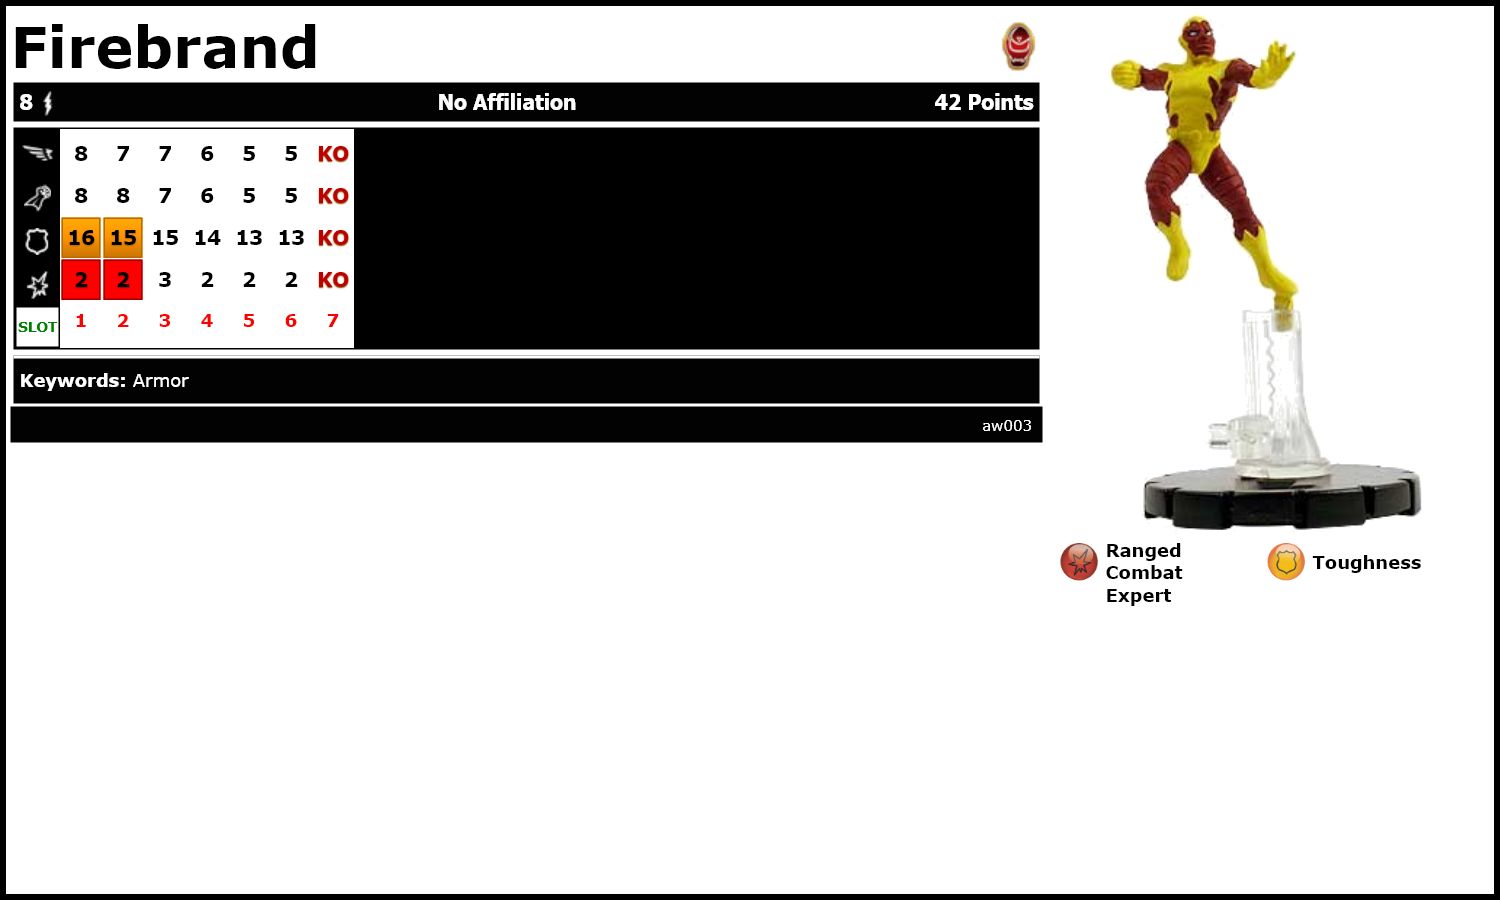 Firebrand
8 No Affiliation 42 Points
8 7 7 6 5 5 KO
8 8 7 6 5 5 KO
16 15 15 14 13 13 KO
2 2 3 2 2 2 KO
SLOT 1 2 3 4 5 6 7
Keywords: Armor
aw003
Ranged
Combat
Expert
Toughness